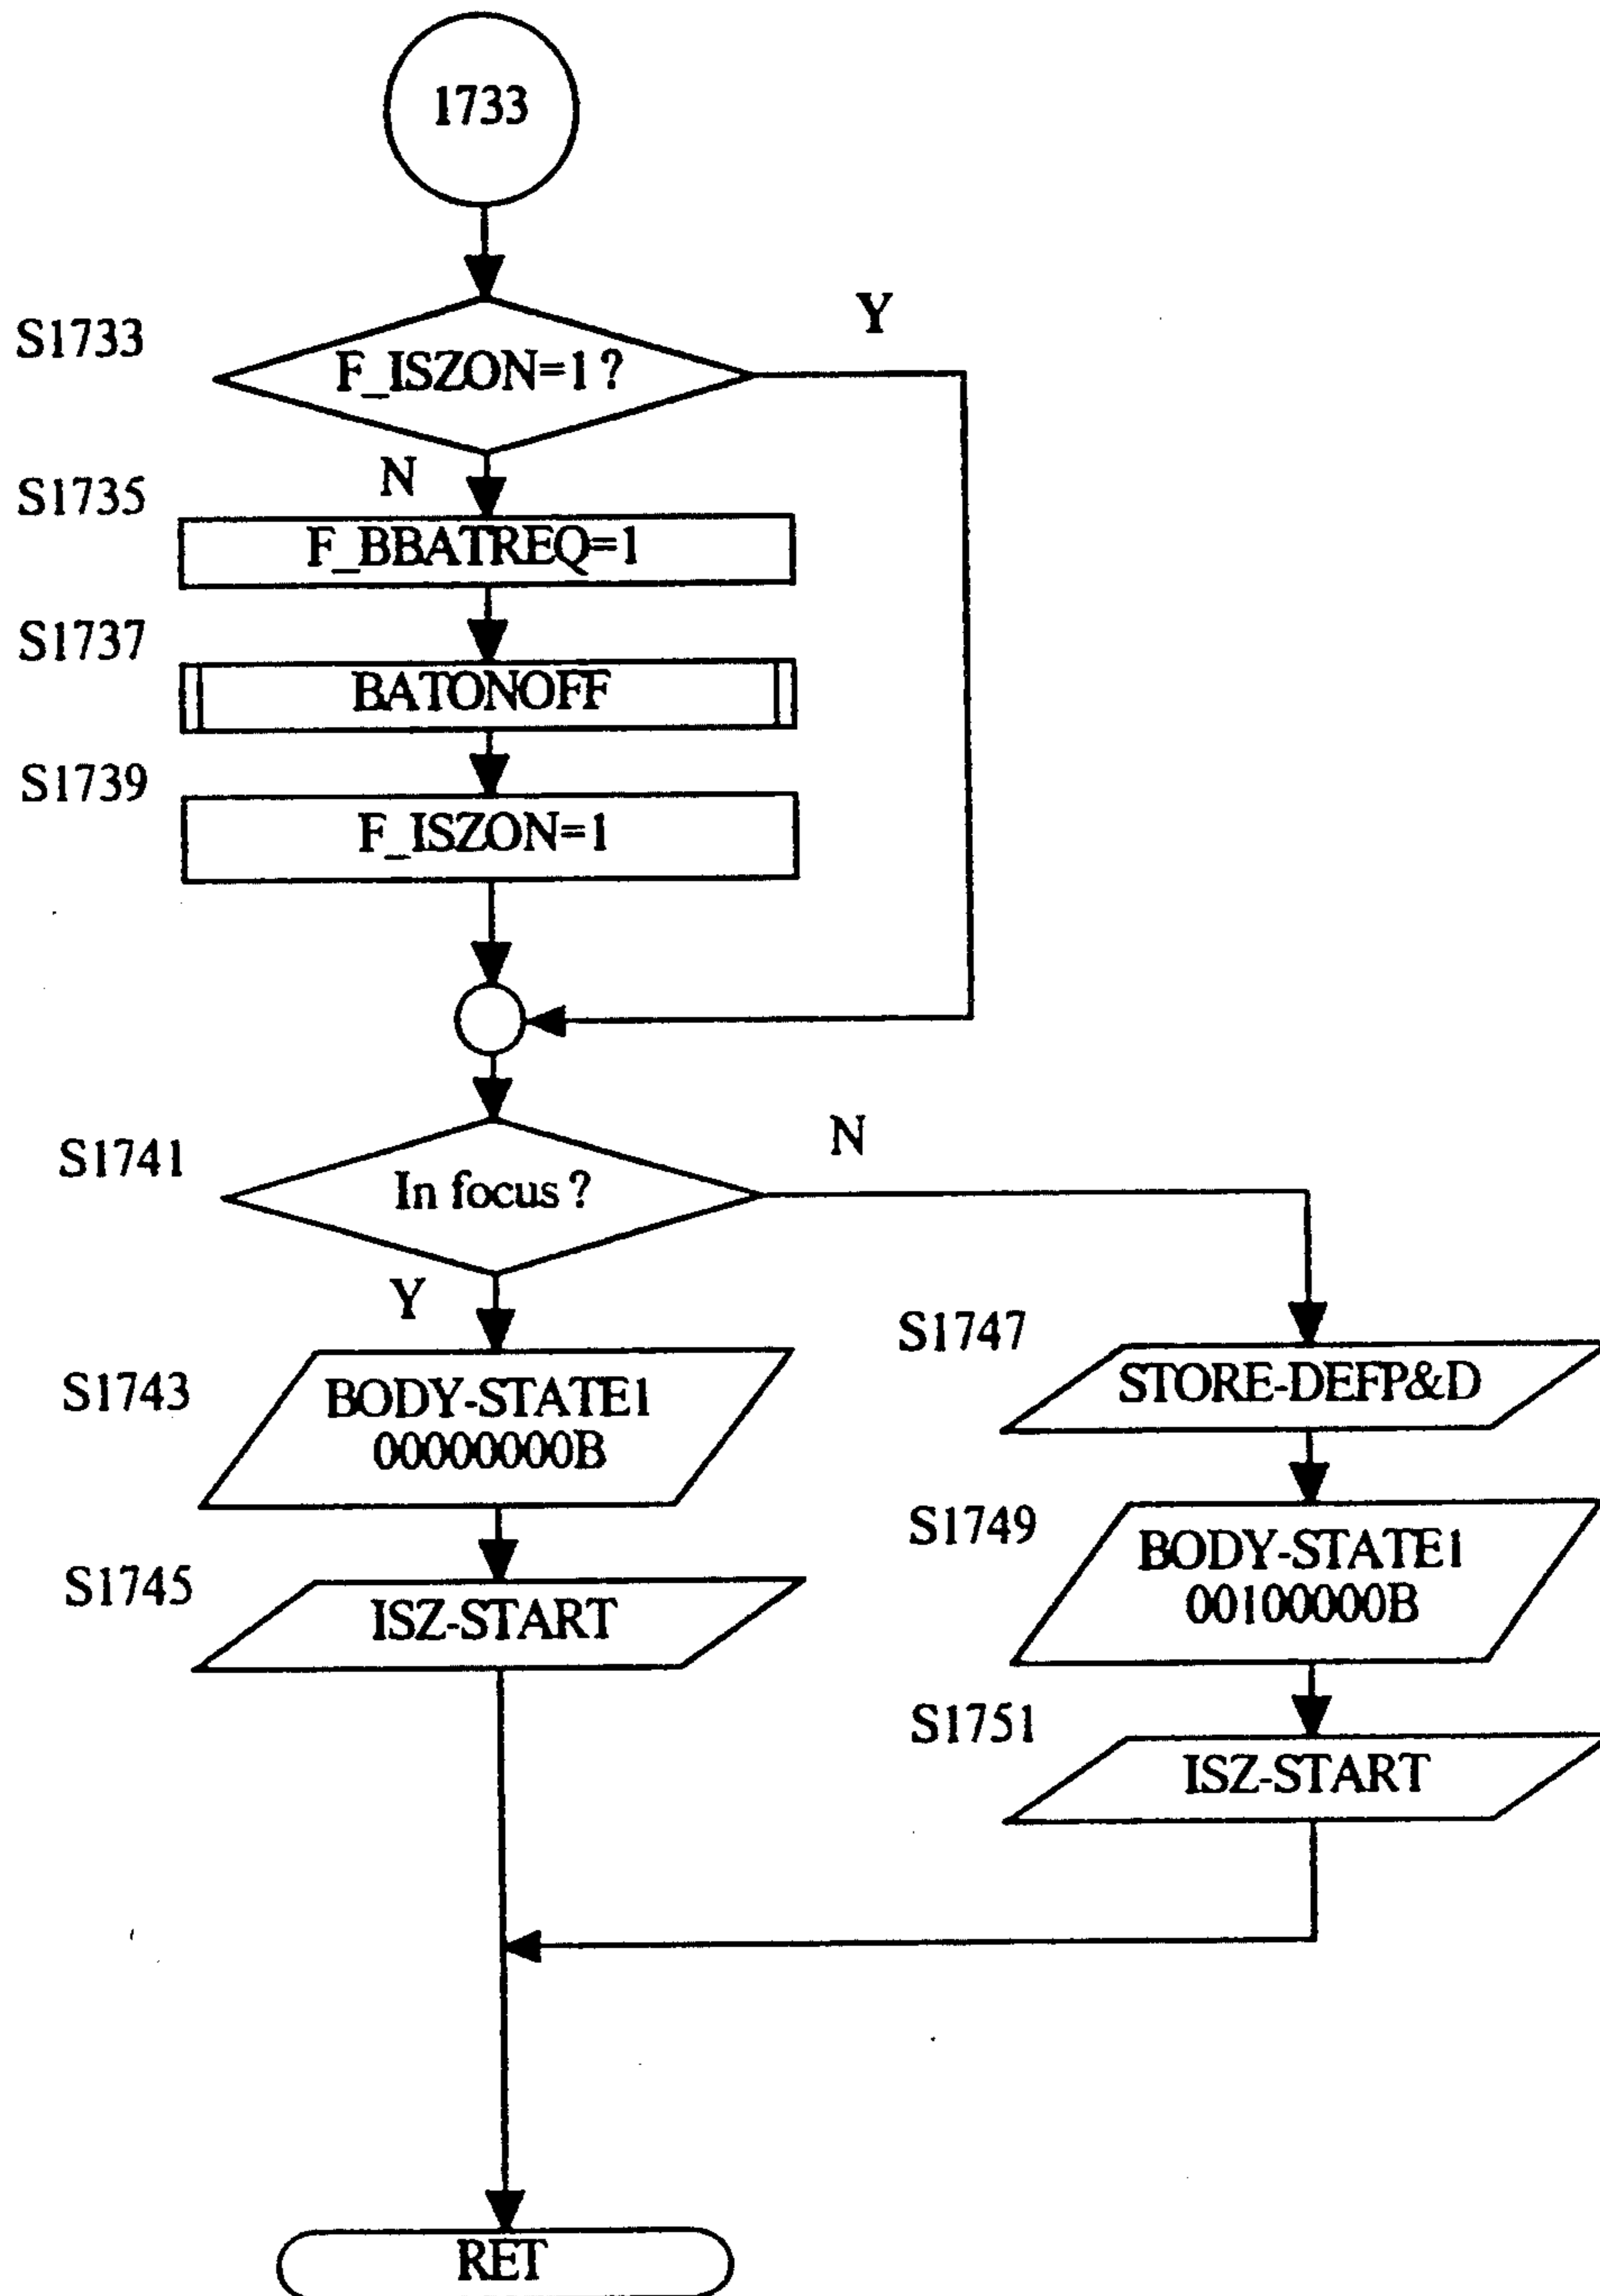 1733
Y
S1733
F_ISZON=1?
N
S1735
F_BBATREQ=1
S1737
BATONOFF
S1739
F_ISZON=1
N
S1741
In focus?
Y
S1747
STORE-DEFP&D
S1743
BODY-STATE1
00000000B
S1749
BODY-STATE1
00100000B
S1745
ISZ-START
S1751
ISZ-START
RET